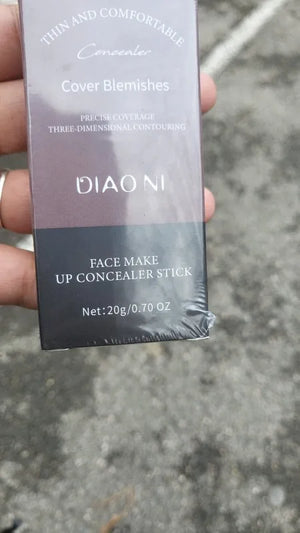 THIN AND COMFORTABLE
Concealer
Cover Blemishes
PRECISE COVERAGE
THREE-DIMENSIONAL CONTOURING
DIAO NI
FACE MAKE
UP CONCEALER STICK
Net:20g/0.70 OZ